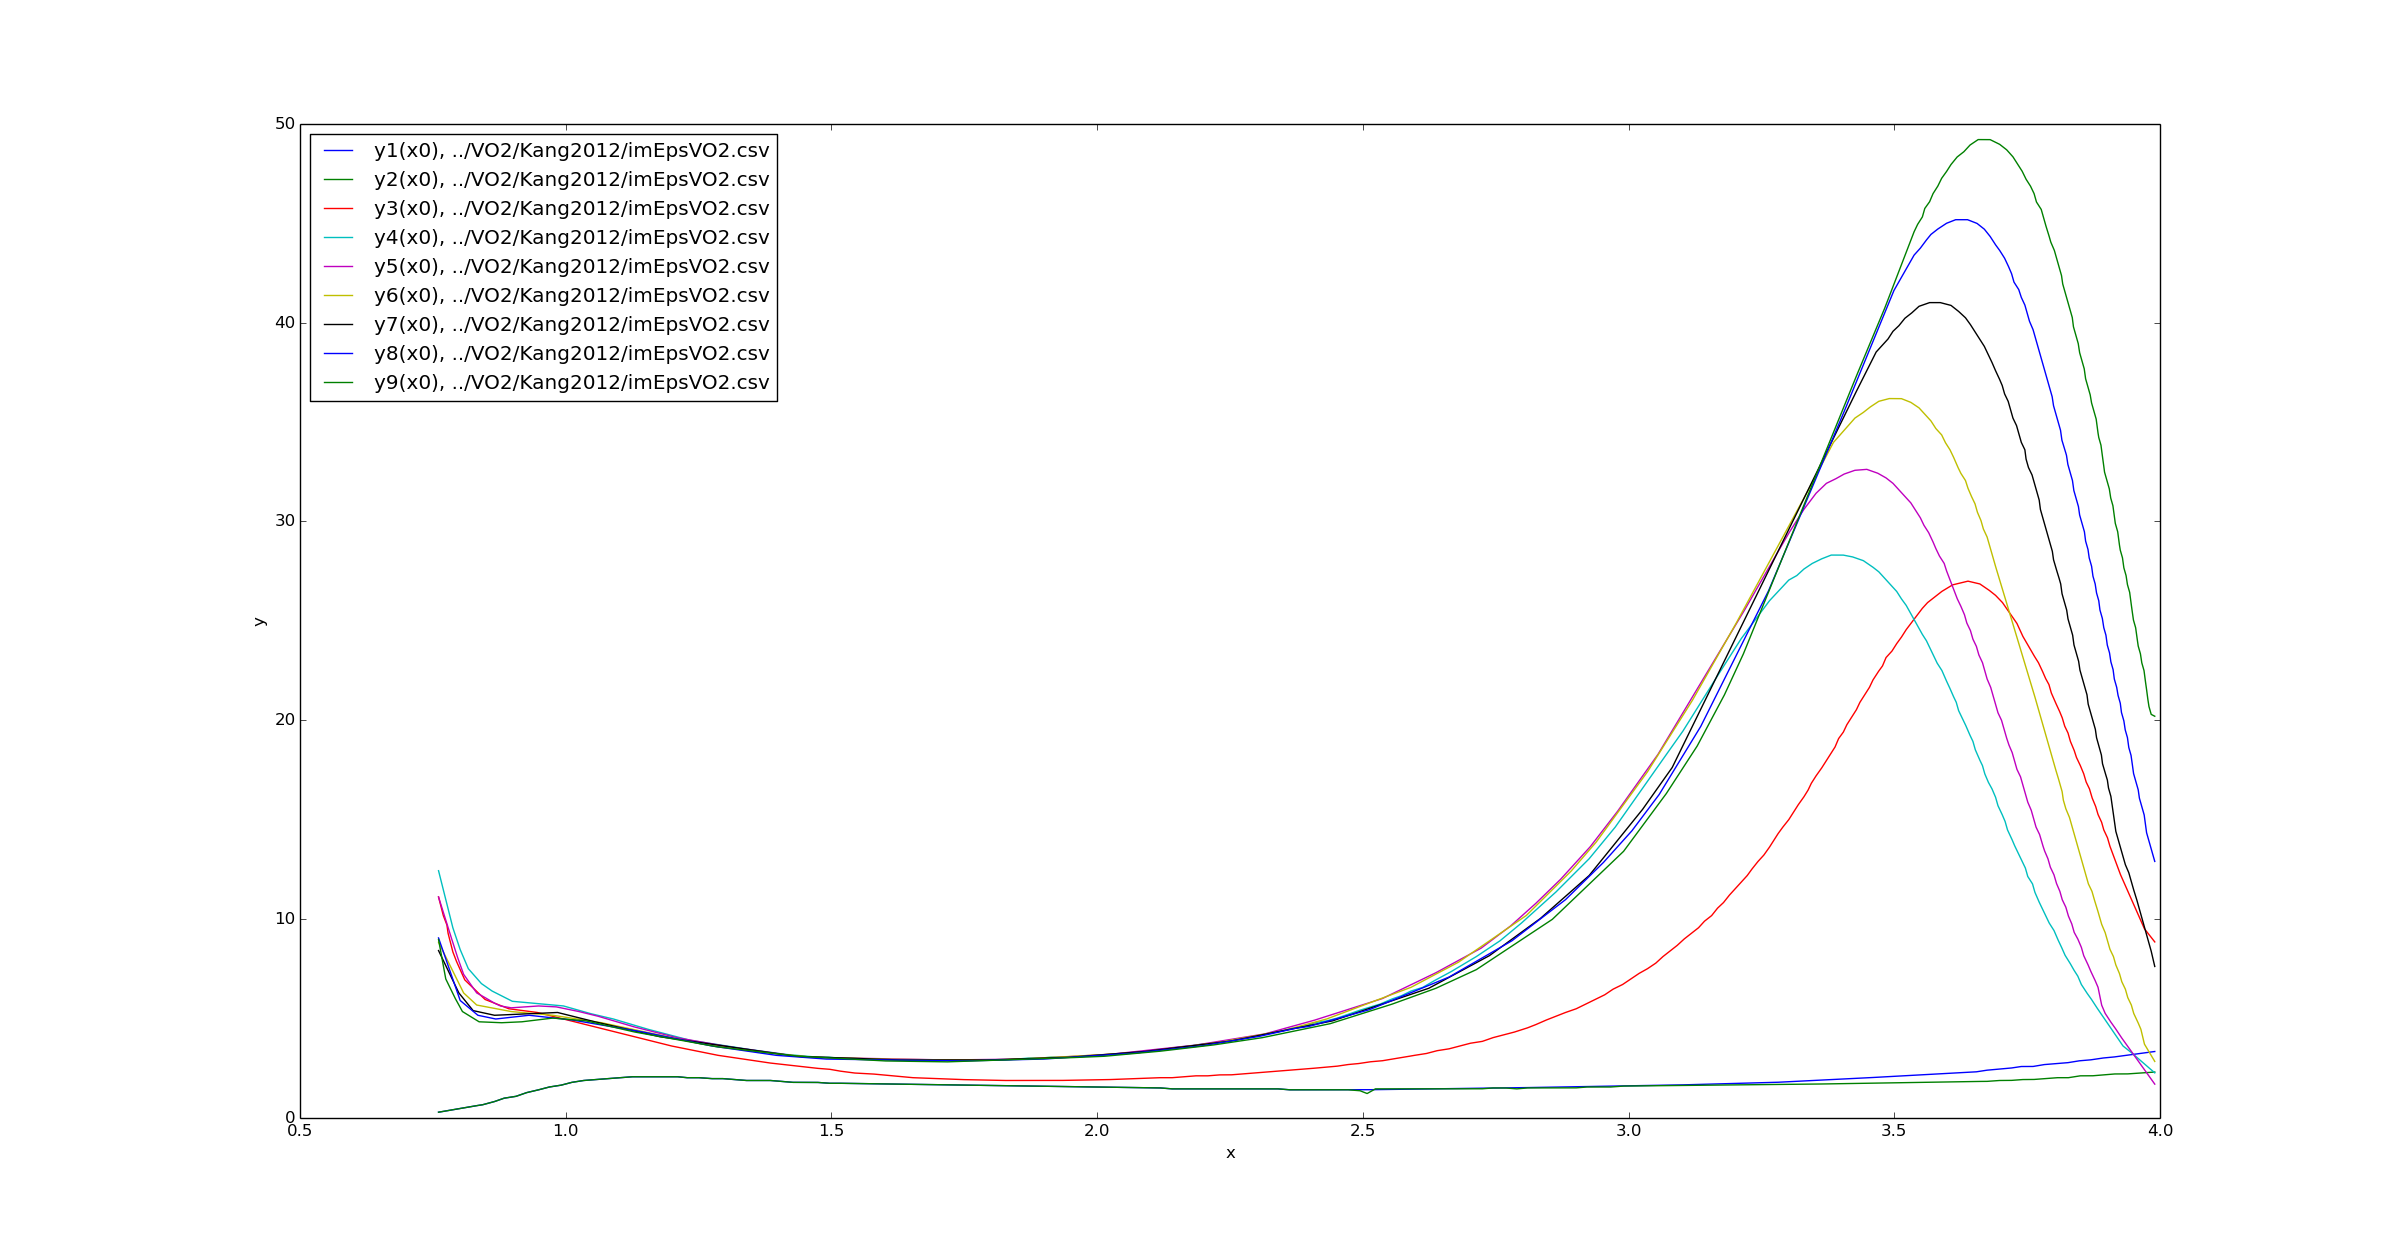 50
40
30
20
10
0
y
y1(x0), ../VO2/Kang2012/imEpsVO2.csv
y2(x0), ../VO2/Kang2012/imEpsVO2.csv
y3(x0), ../VO2/Kang2012/imEpsVO2.csv
y4(x0), ../VO2/Kang2012/imEpsVO2.csv
y5(x0), ../VO2/Kang2012/imEpsVO2.csv
y6(x0), ../VO2/Kang2012/imEpsVO2.csv
y7(x0), ../VO2/Kang2012/imEpsVO2.csv
y8(x0), ../VO2/Kang2012/imEpsVO2.csv
y9(x0), ../VO2/Kang2012/imEpsVO2.csv
0.5 1.0 1.5 2.0 2.5 3.0 3.5 4.0
x